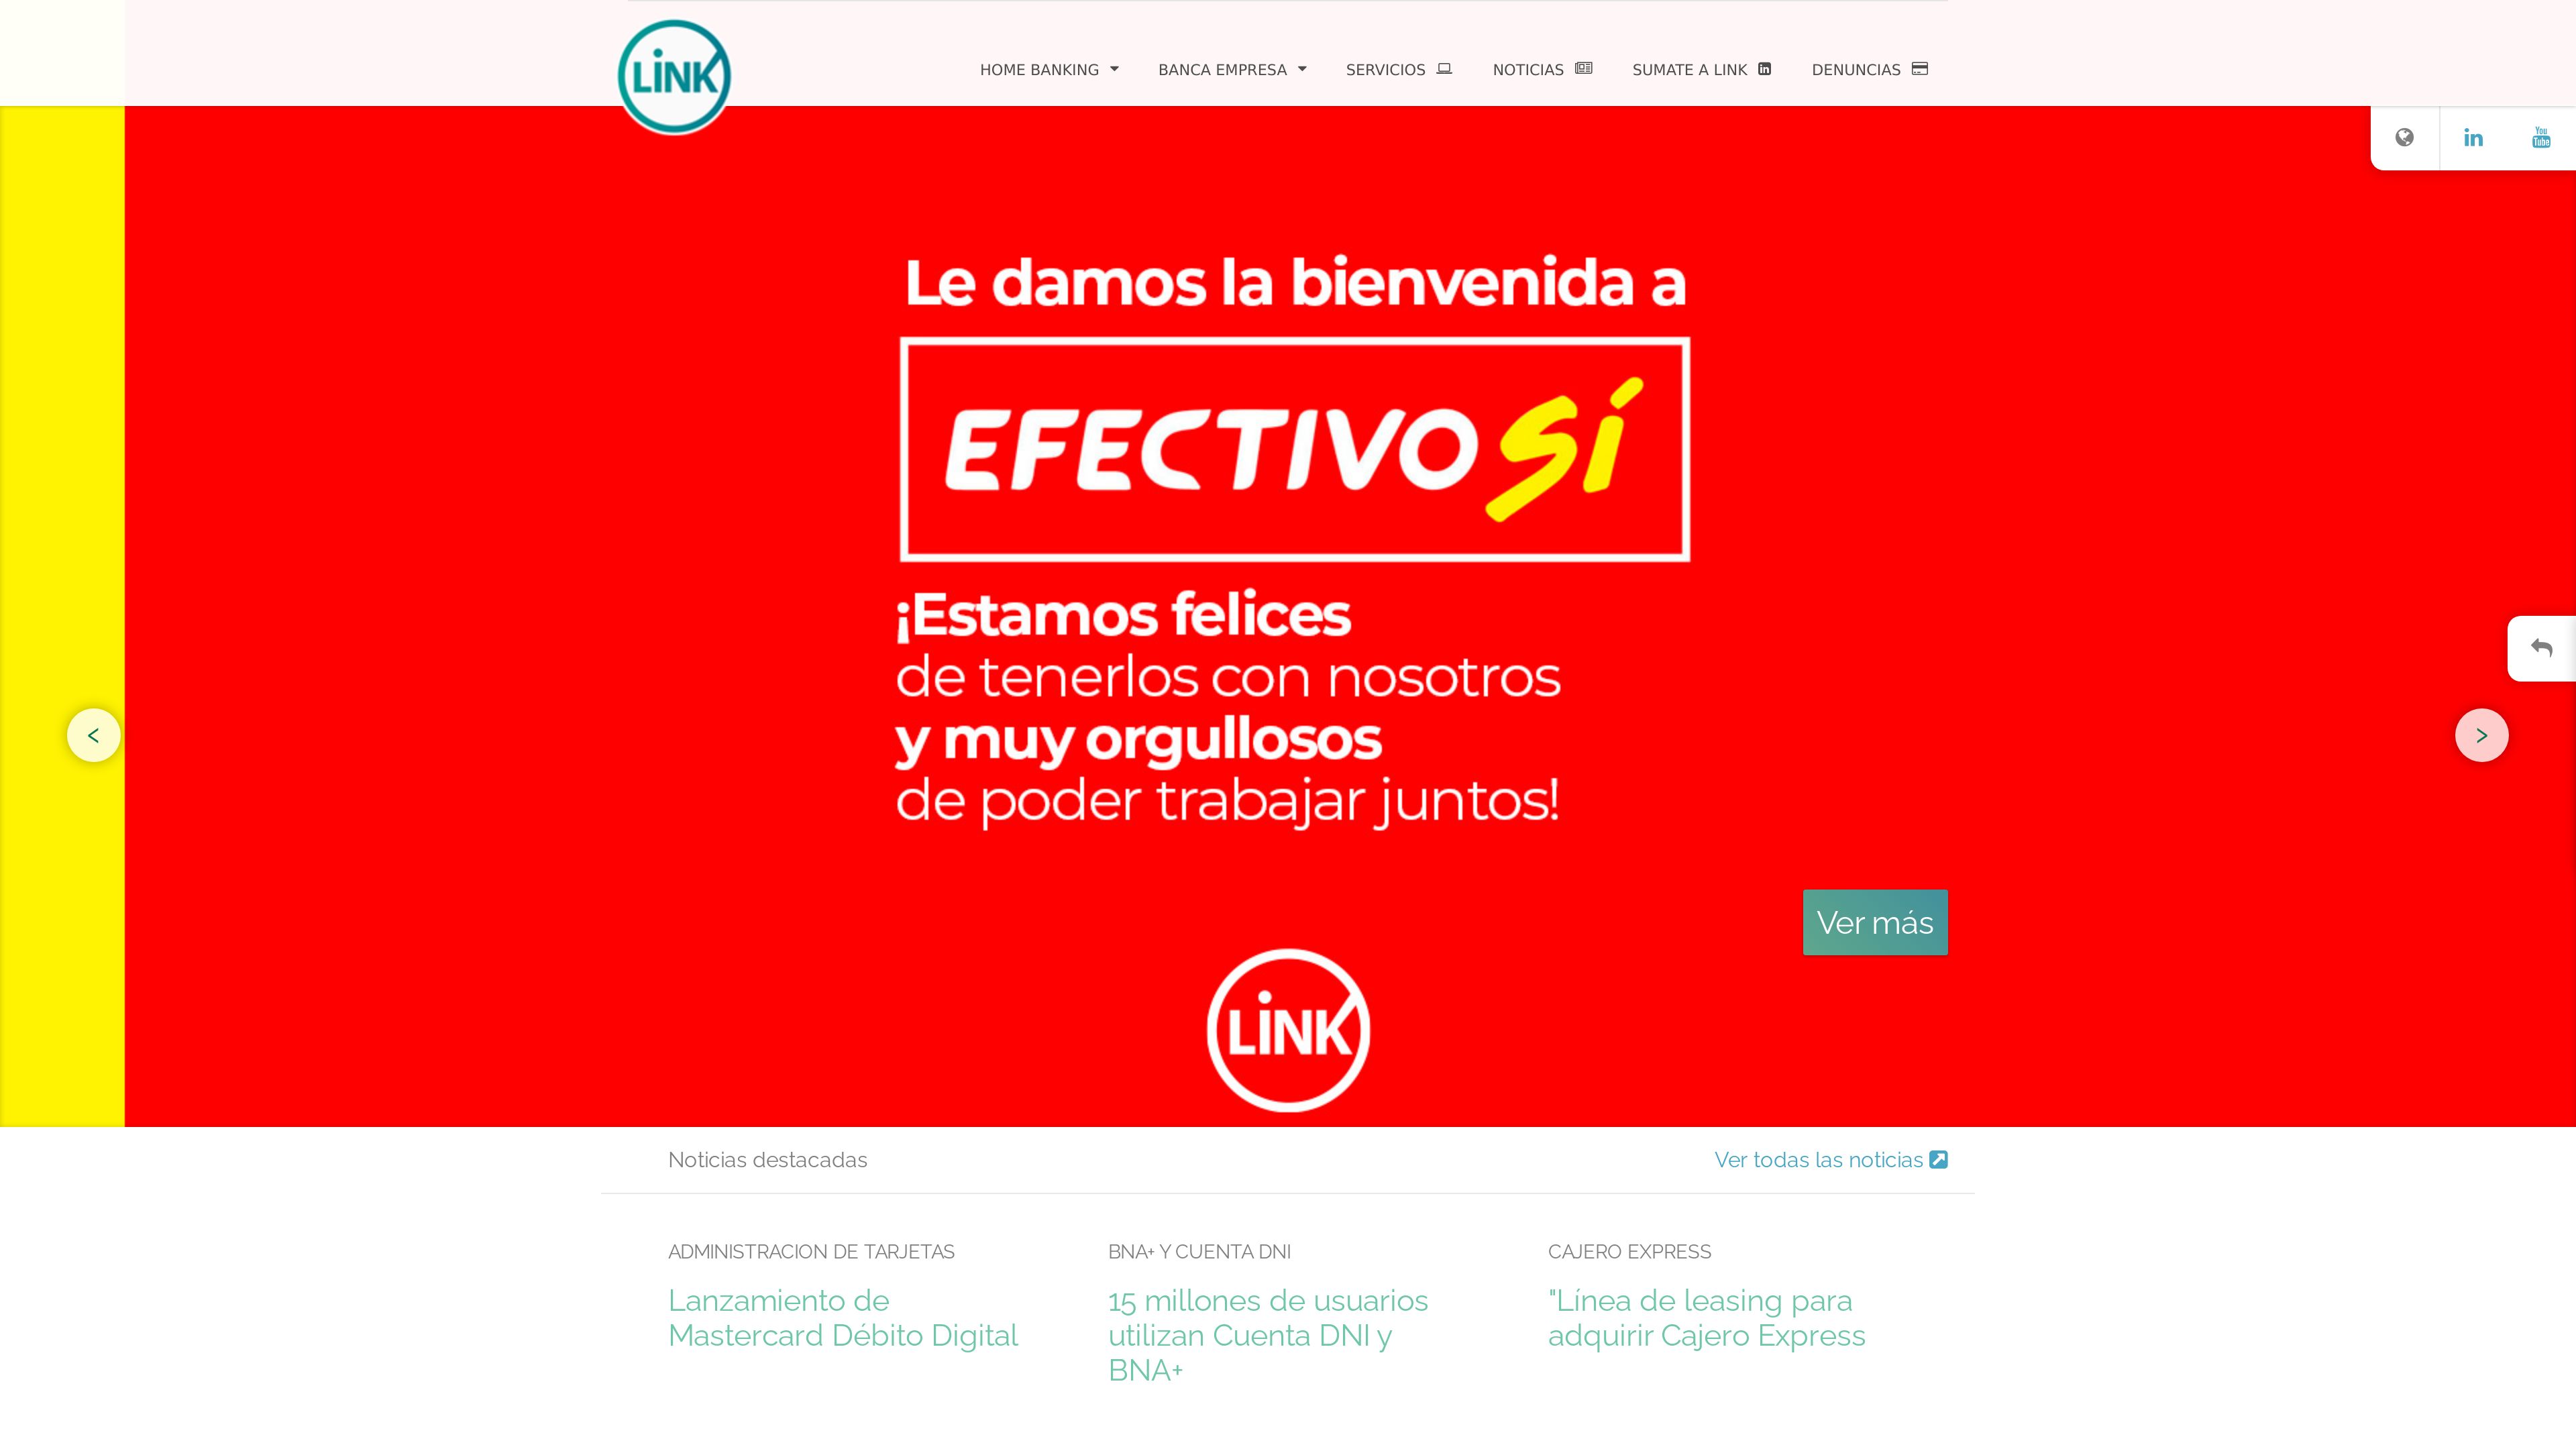 LINK
HOME BANKING
BANCA EMPRESA
SERVICIOS
NOTICIAS
SUMATE A LINK
DENUNCIAS
in
You Tube
Le damos la bienvenida a
EFECTIVO SÍ
¡Estamos felices
de tenerlos con nosotros
y muy orgullosos
de poder trabajar juntos!
<
>
Ver más
LINK
Noticias destacadas
Ver todas las noticias
ADMINISTRACION DE TARJETAS
Lanzamiento de
Mastercard Débito Digital
BNA+ Y CUENTA DNI
15 millones de usuarios
utilizan Cuenta DNI y
BNA+
CAJERO EXPRESS
"Línea de leasing para
adquirir Cajero Express